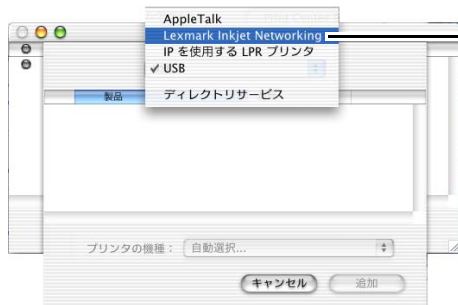 AppleTalk
Lexmark Inkjet Networking
IP を使用する LPR プリンタ
✓ USB
ディレクトリサービス
製品
プリンタの機種： 自動選択...
キャンセル 追加